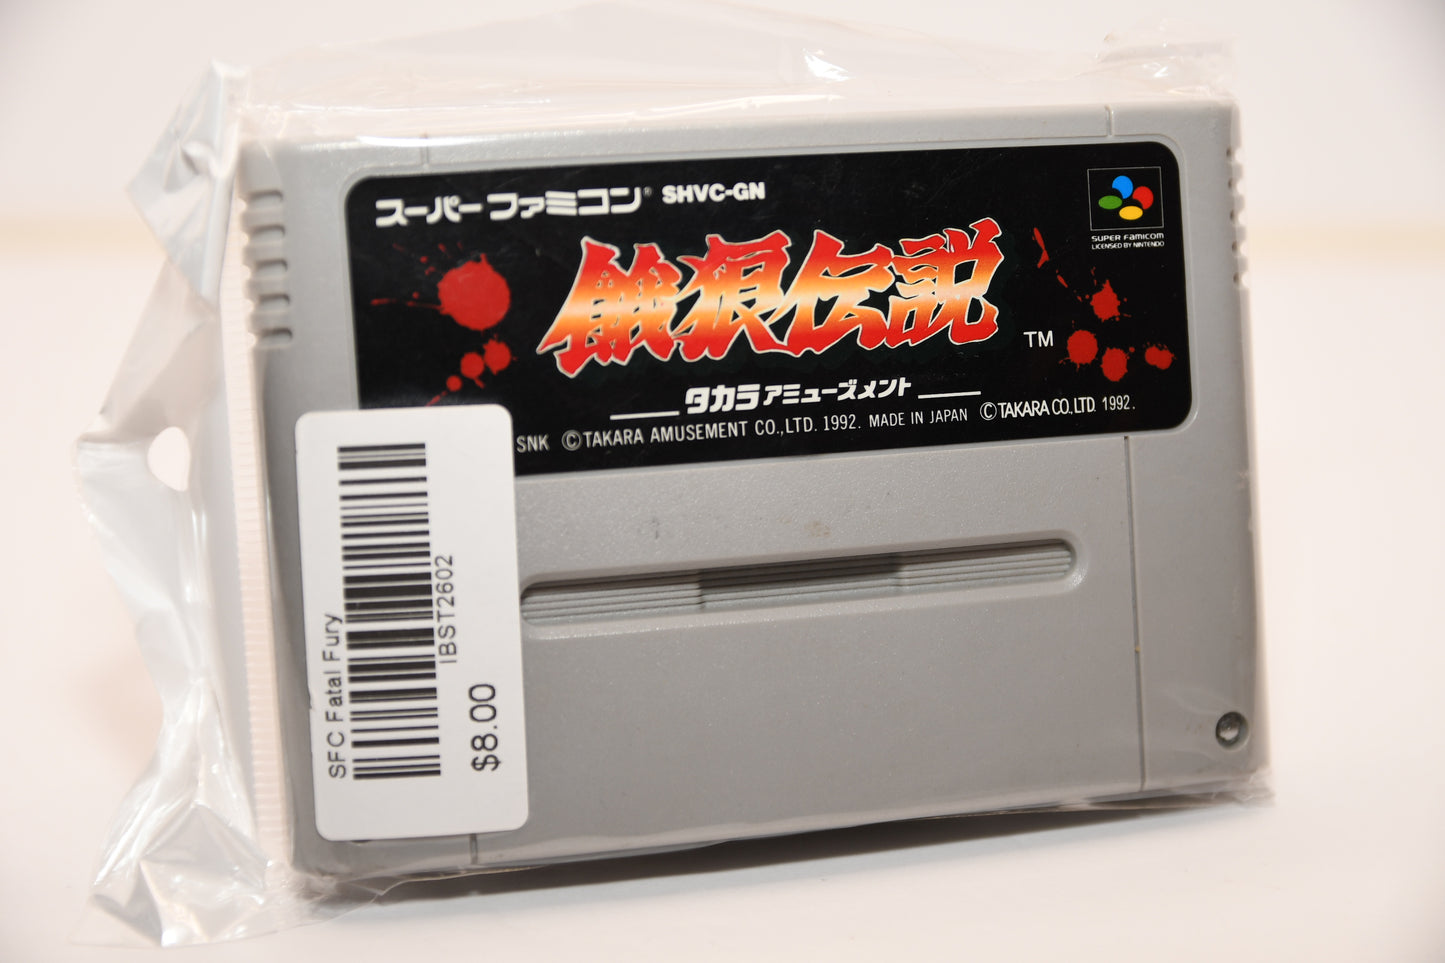 スーパーファミコン® SHVC-GN
SUPER FAMICOM
LICENSED BY NINTENDO
餓狼伝説
TM
タカラアミューズメント
SNK ©TAKARA AMUSEMENT CO.,LTD. 1992. MADE IN JAPAN ©TAKARA CO.,LTD. 1992.
SFC Fatal Fury
IBST2602
$8.00